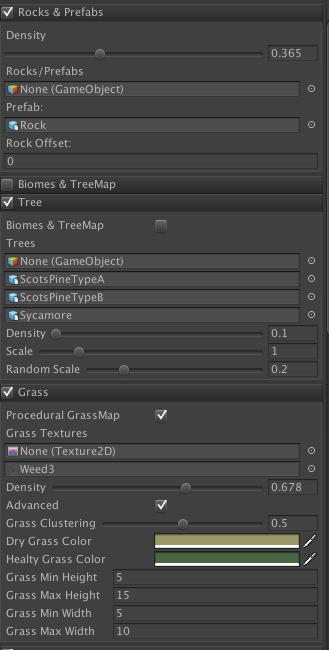 Rocks & Prefabs
Density
0.365
Rocks/Prefabs
None (GameObject)
Prefab:
Rock
Rock Offset:
0
Biomes & TreeMap
Tree
Biomes & TreeMap
Trees
None (GameObject)
ScotsPineTypeA
ScotsPineTypeB
Sycamore
Density 0.1
Scale 1
Random Scale 0.2
Grass
Procedural GrassMap
Grass Textures
None (Texture2D)
Weed3
Density 0.678
Advanced
Grass Clustering 0.5
Dry Grass Color
Healty Grass Color
Grass Min Height 5
Grass Max Height 15
Grass Min Width 5
Grass Max Width 10